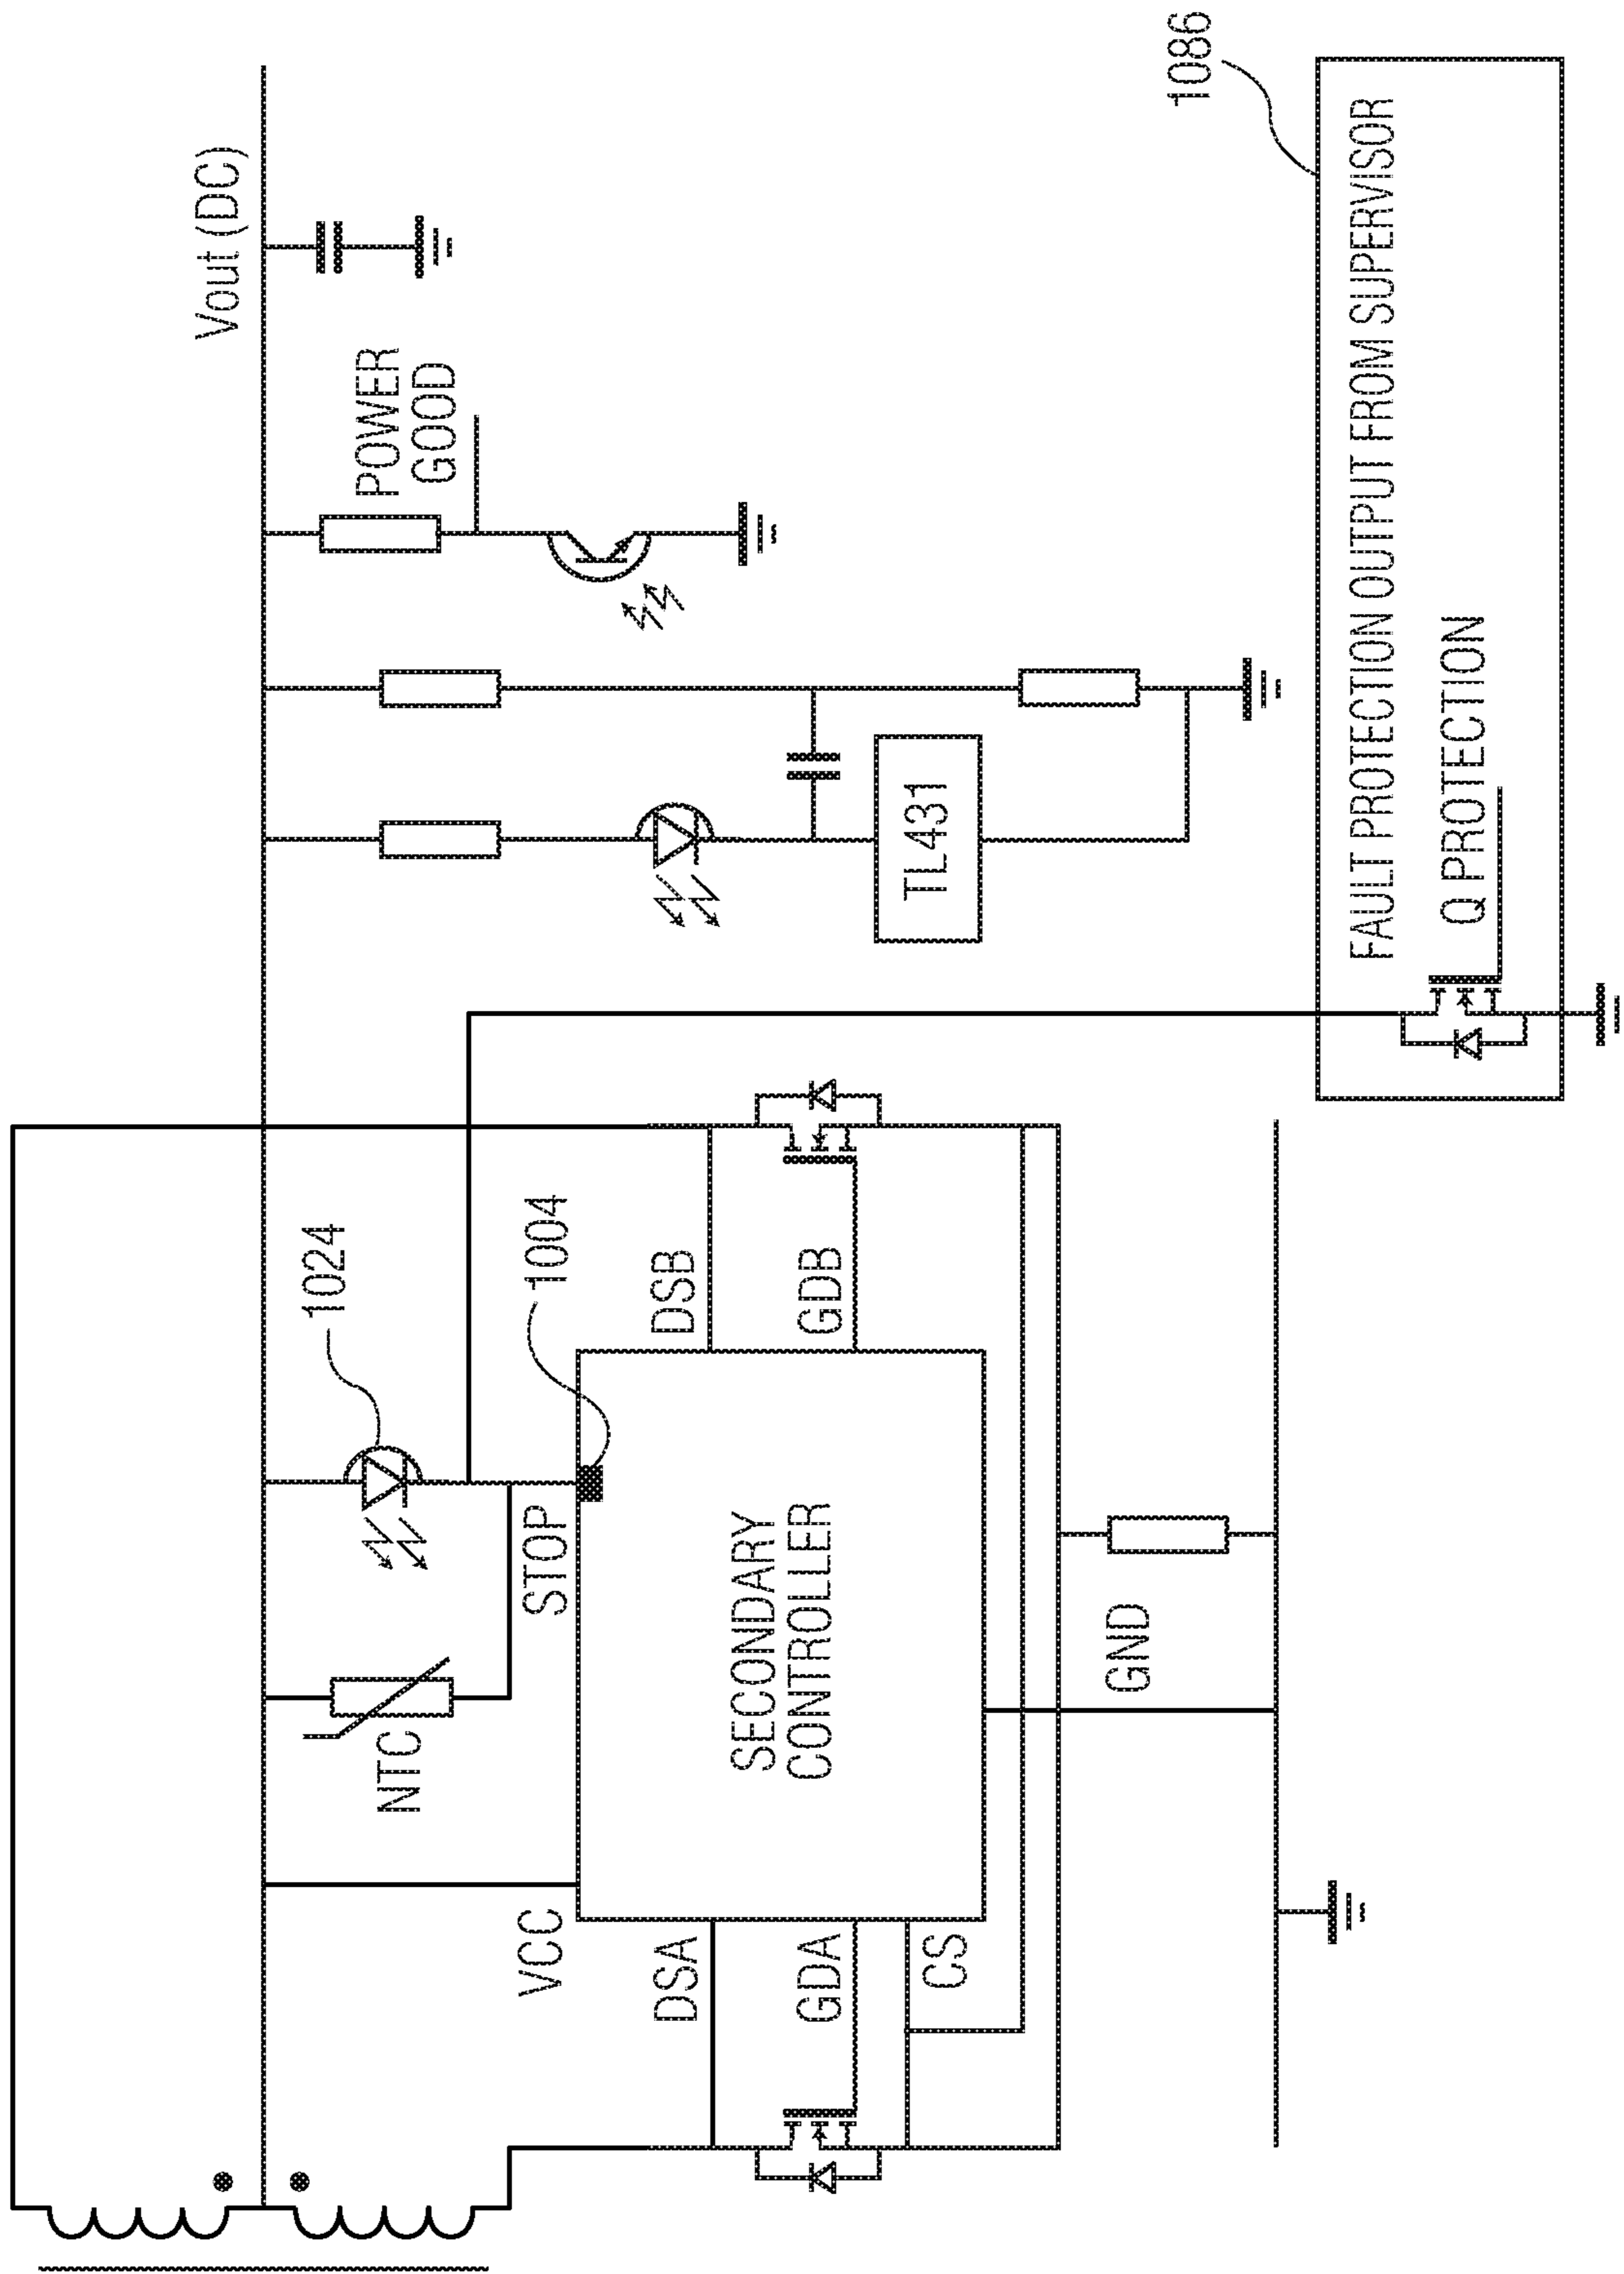 Vout (DC)
POWER
GOOD
1024
NTC
1004
STOP
VCC
DSA
DSB
SECONDARY
CONTROLLER
GDA
GDB
CS
GND
TL431
1086
FAULT PROTECTION OUTPUT FROM SUPERVISOR
Q PROTECTION